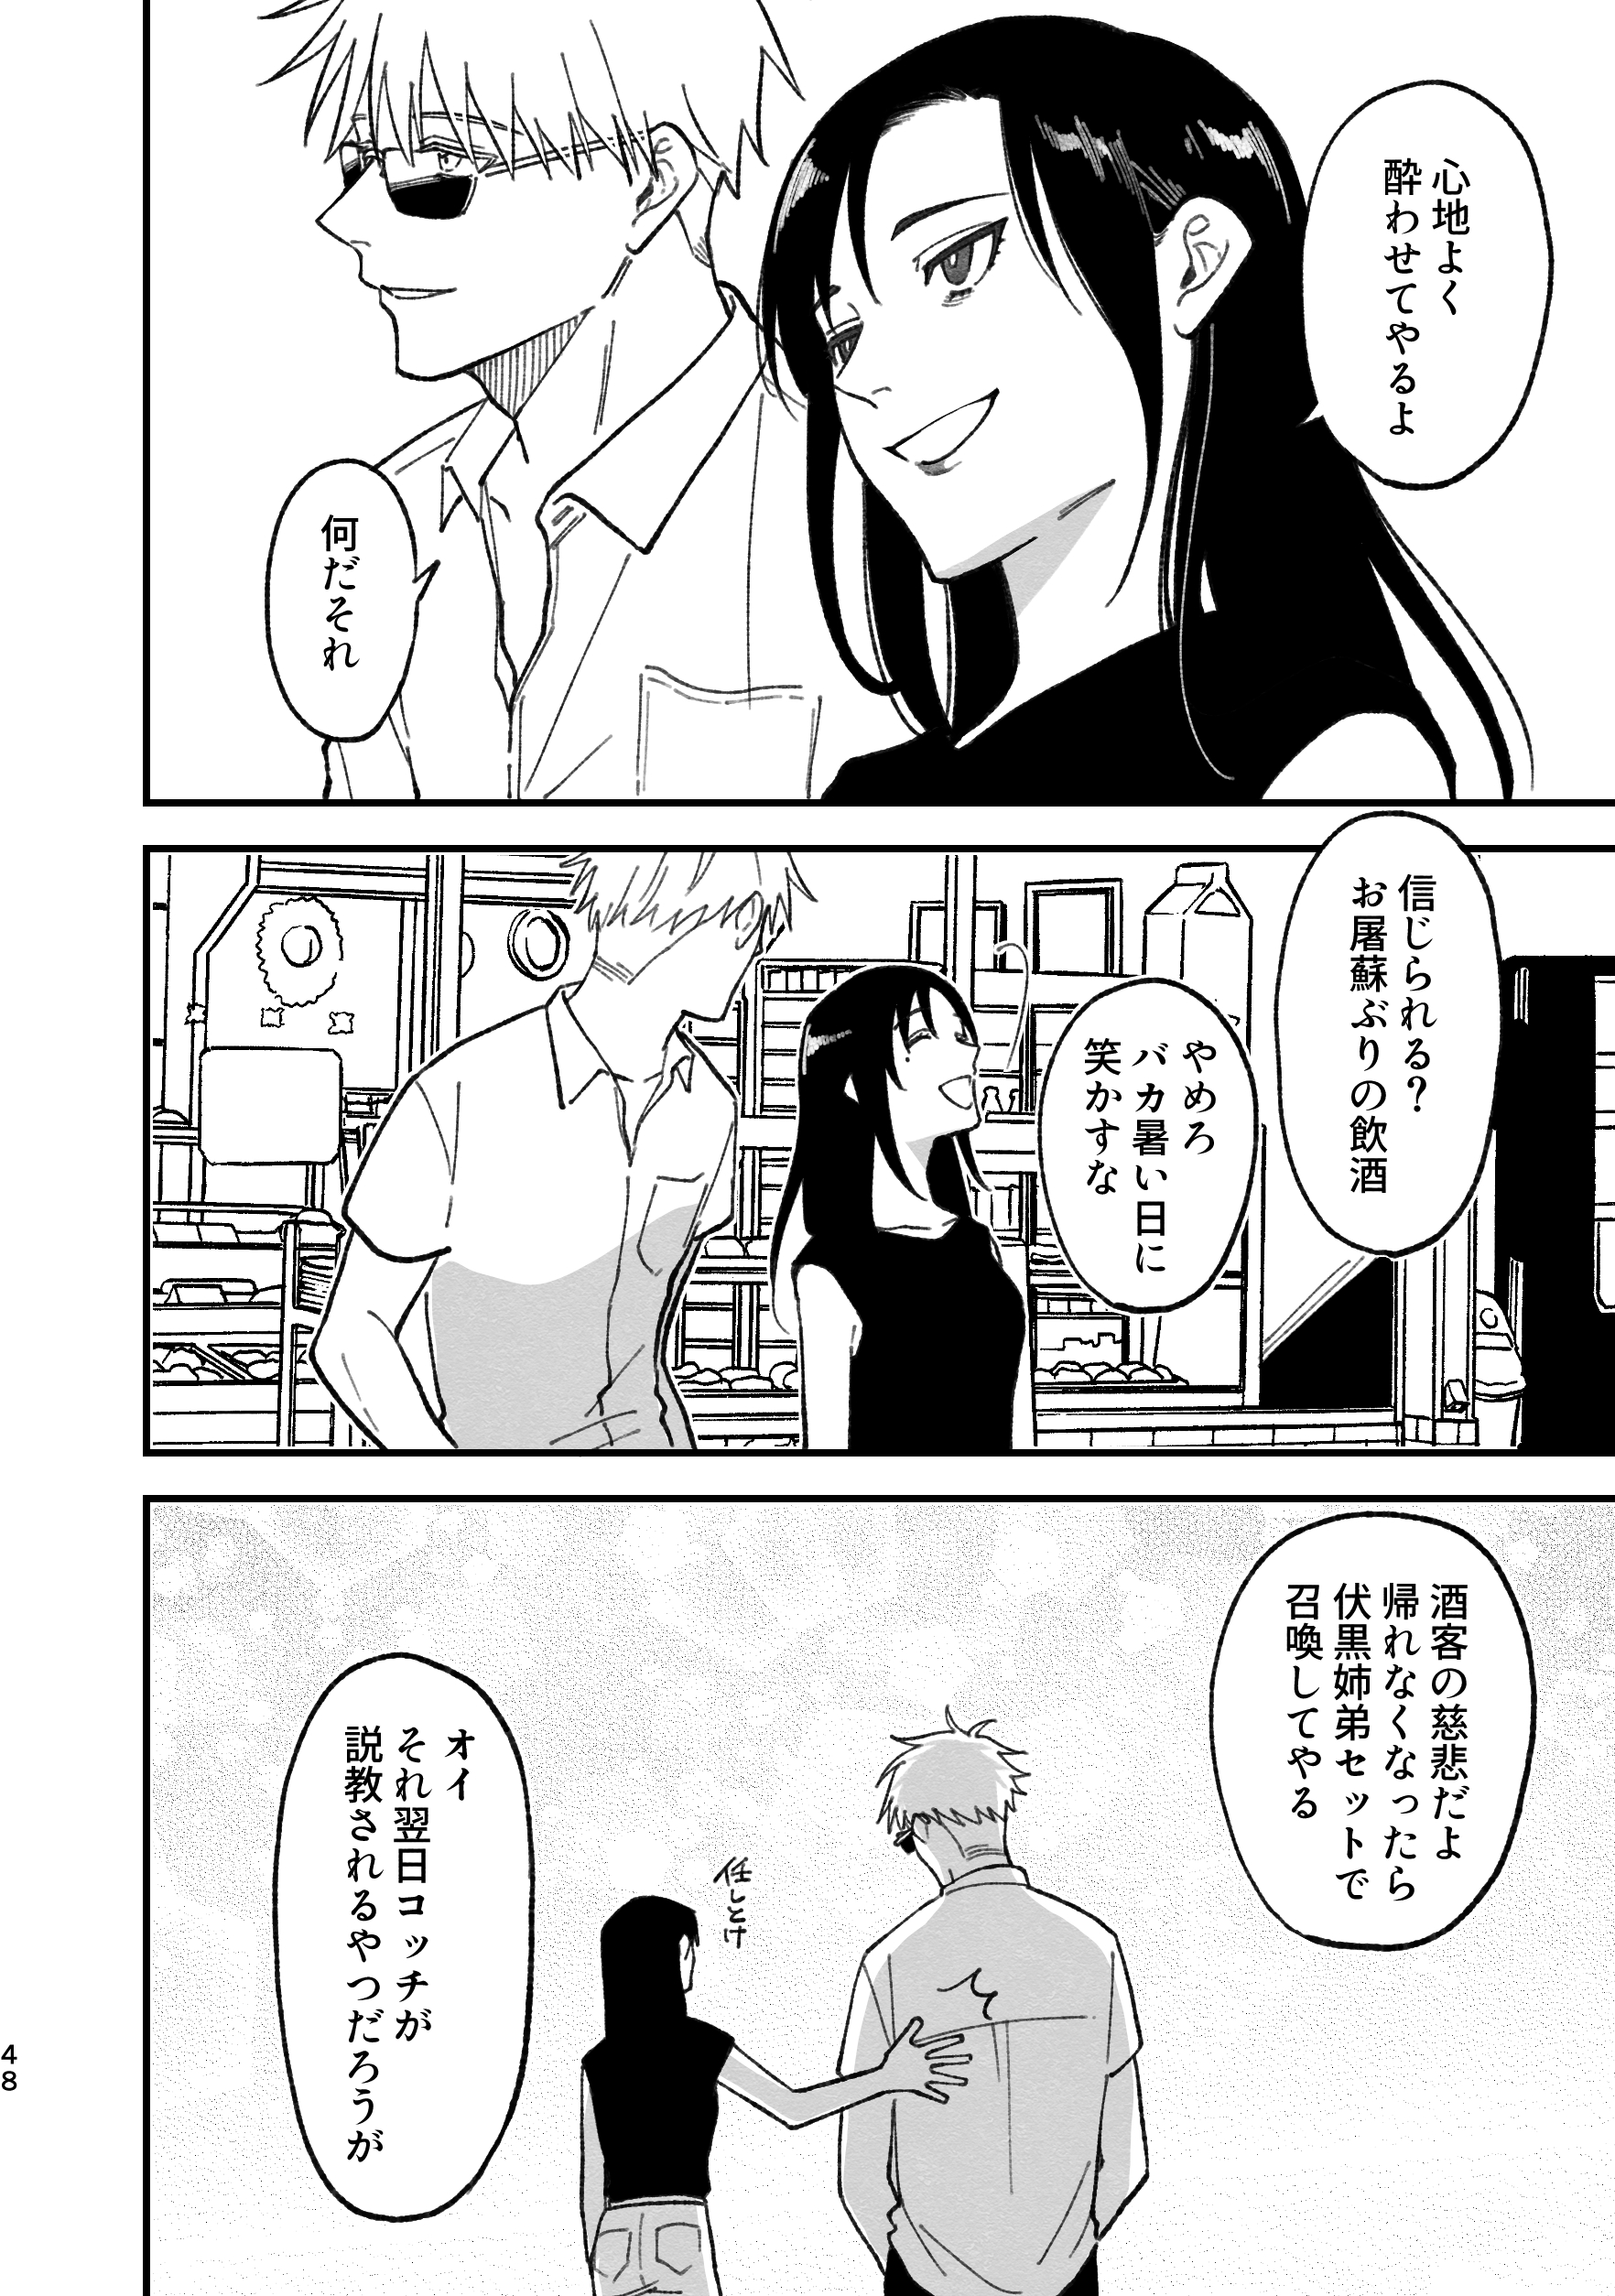 心地よく
酔わせてやるよ
何だそれ
信じられる?
お屠蘇ぶりの飲酒
やめろ
バカ暑い日に
笑かすな
酒客の慈悲だよ
帰れなくなったら
伏黒姉弟セットで
召喚してやる
任しとけ
オイ
それ翌日コッチが
説教されるやつだろうが
48